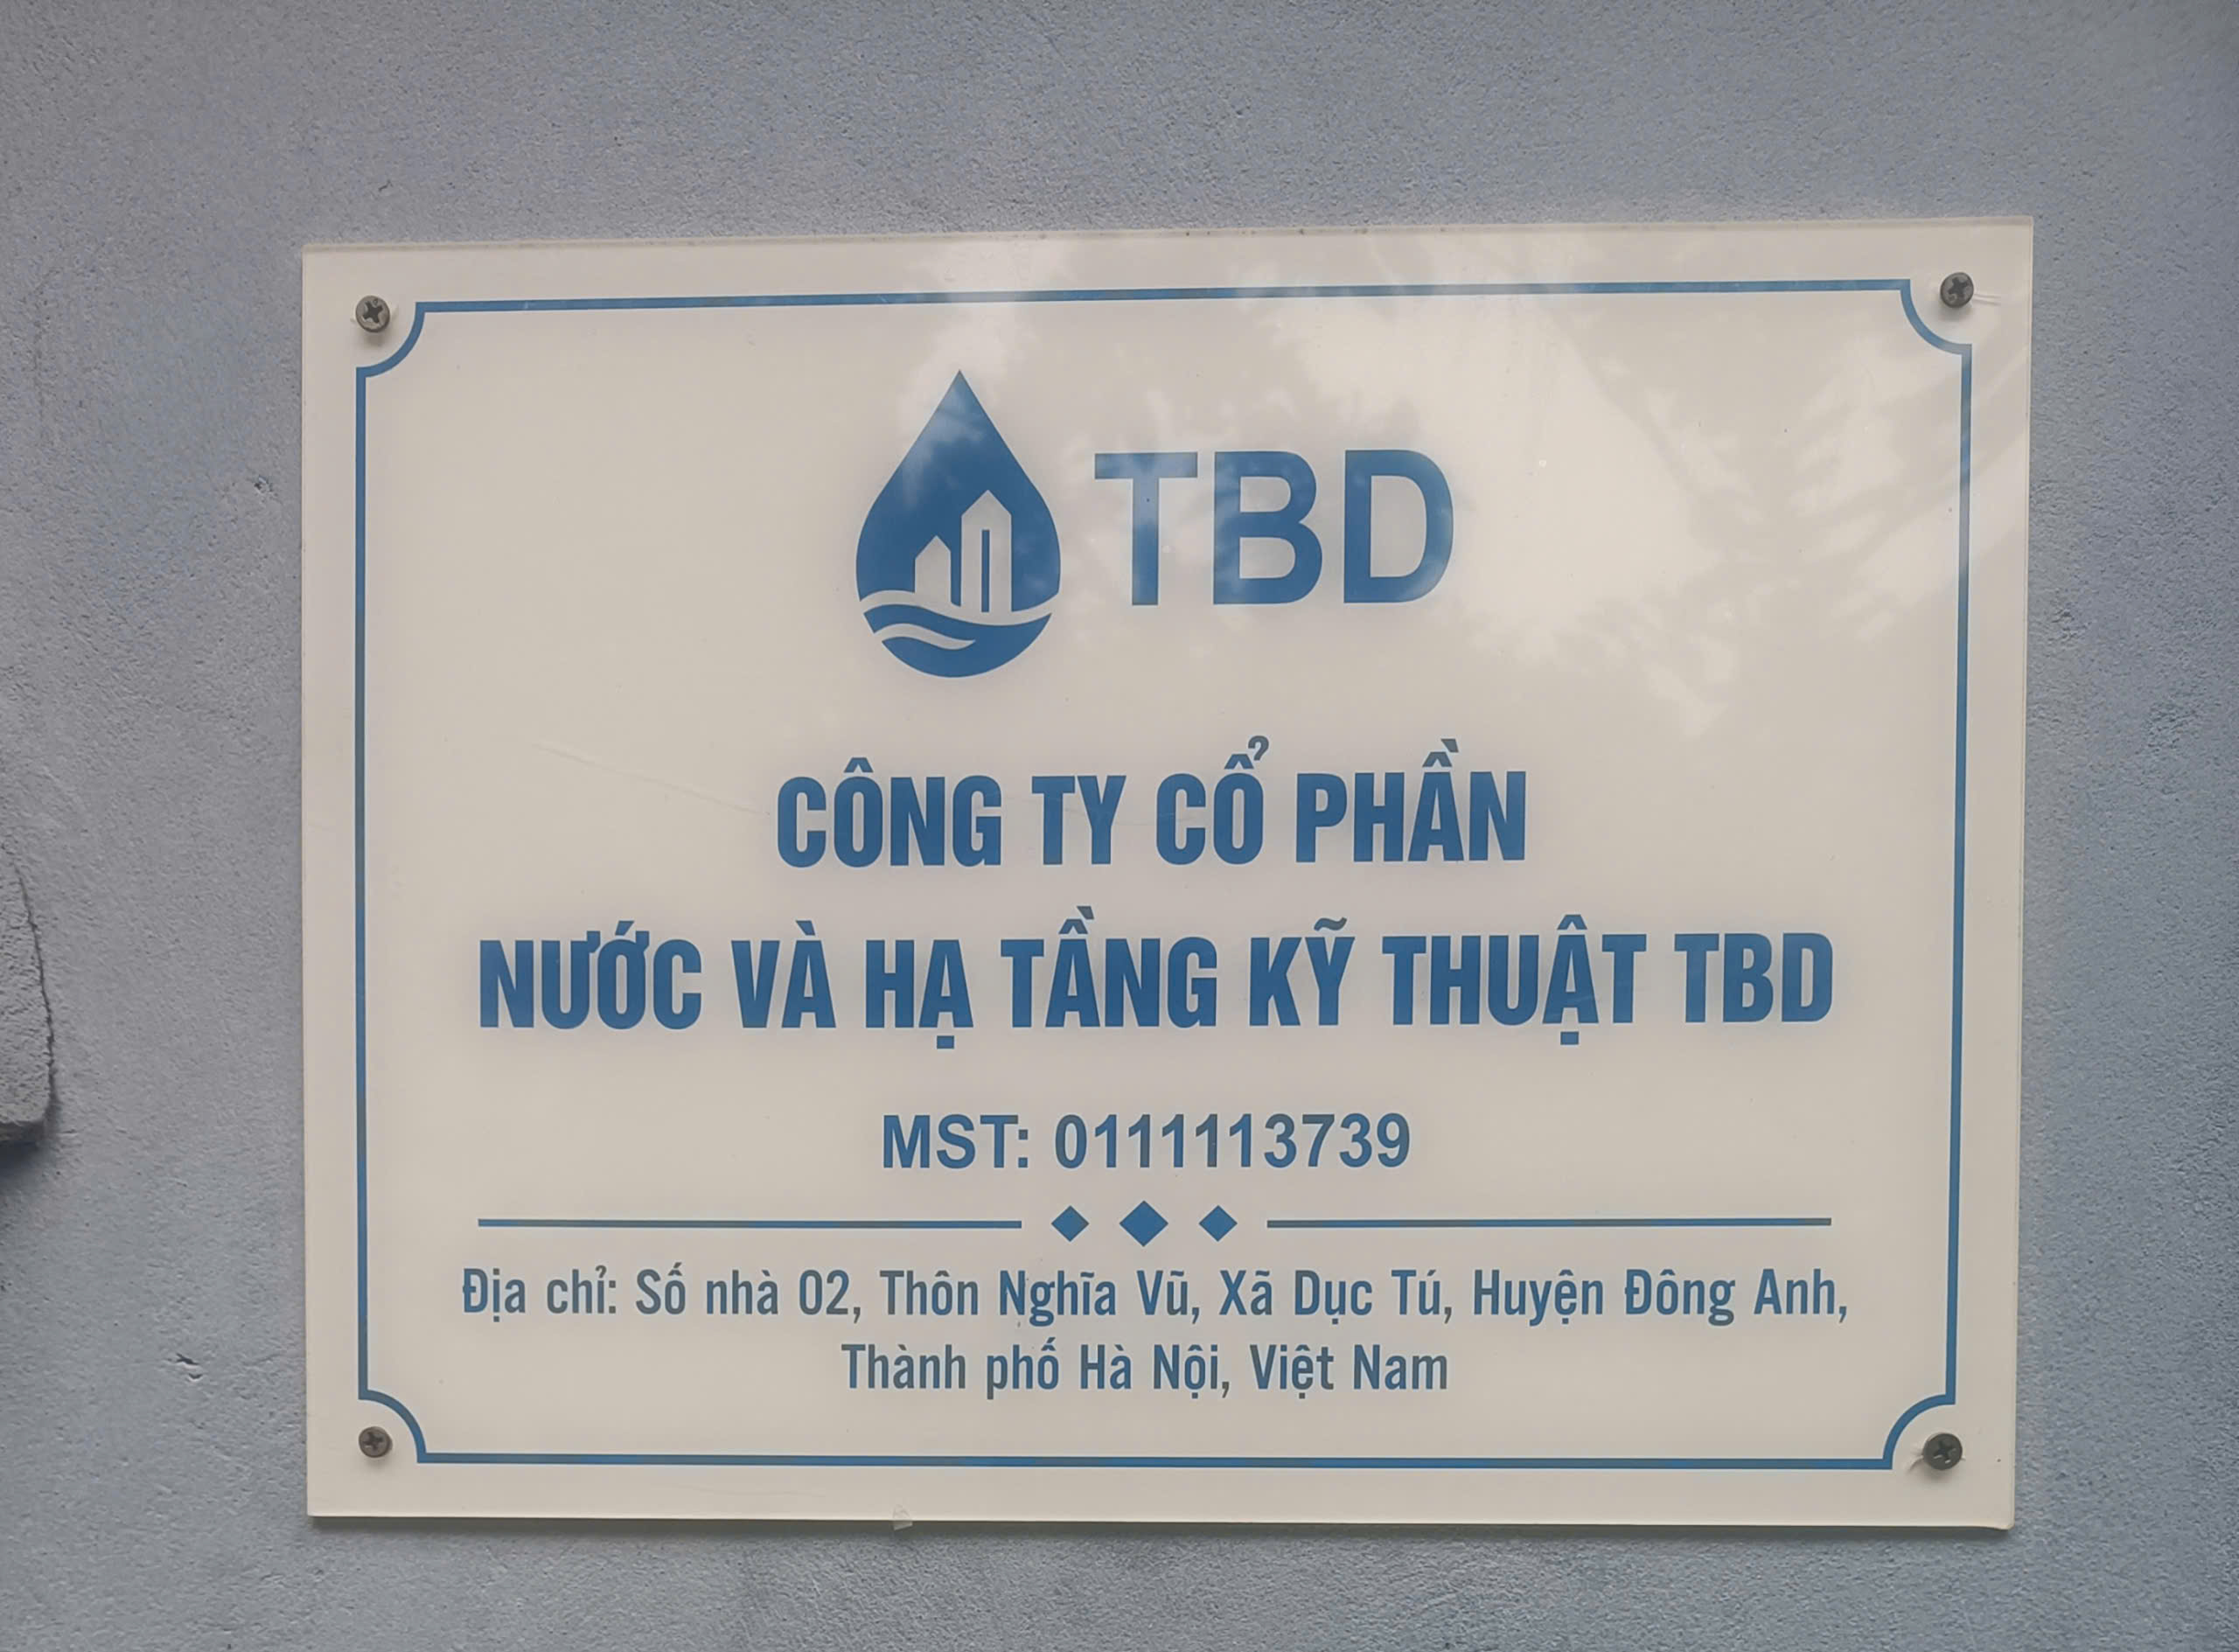 TBD
CÔNG TY CỔ PHẦN
NƯỚC VÀ HẠ TẦNG KỸ THUẬT TBD
MST: 0111113739
Địa chỉ: Số nhà 02, Thôn Nghĩa Vũ, Xã Dục Tú, Huyện Đông Anh,
Thành phố Hà Nội, Việt Nam